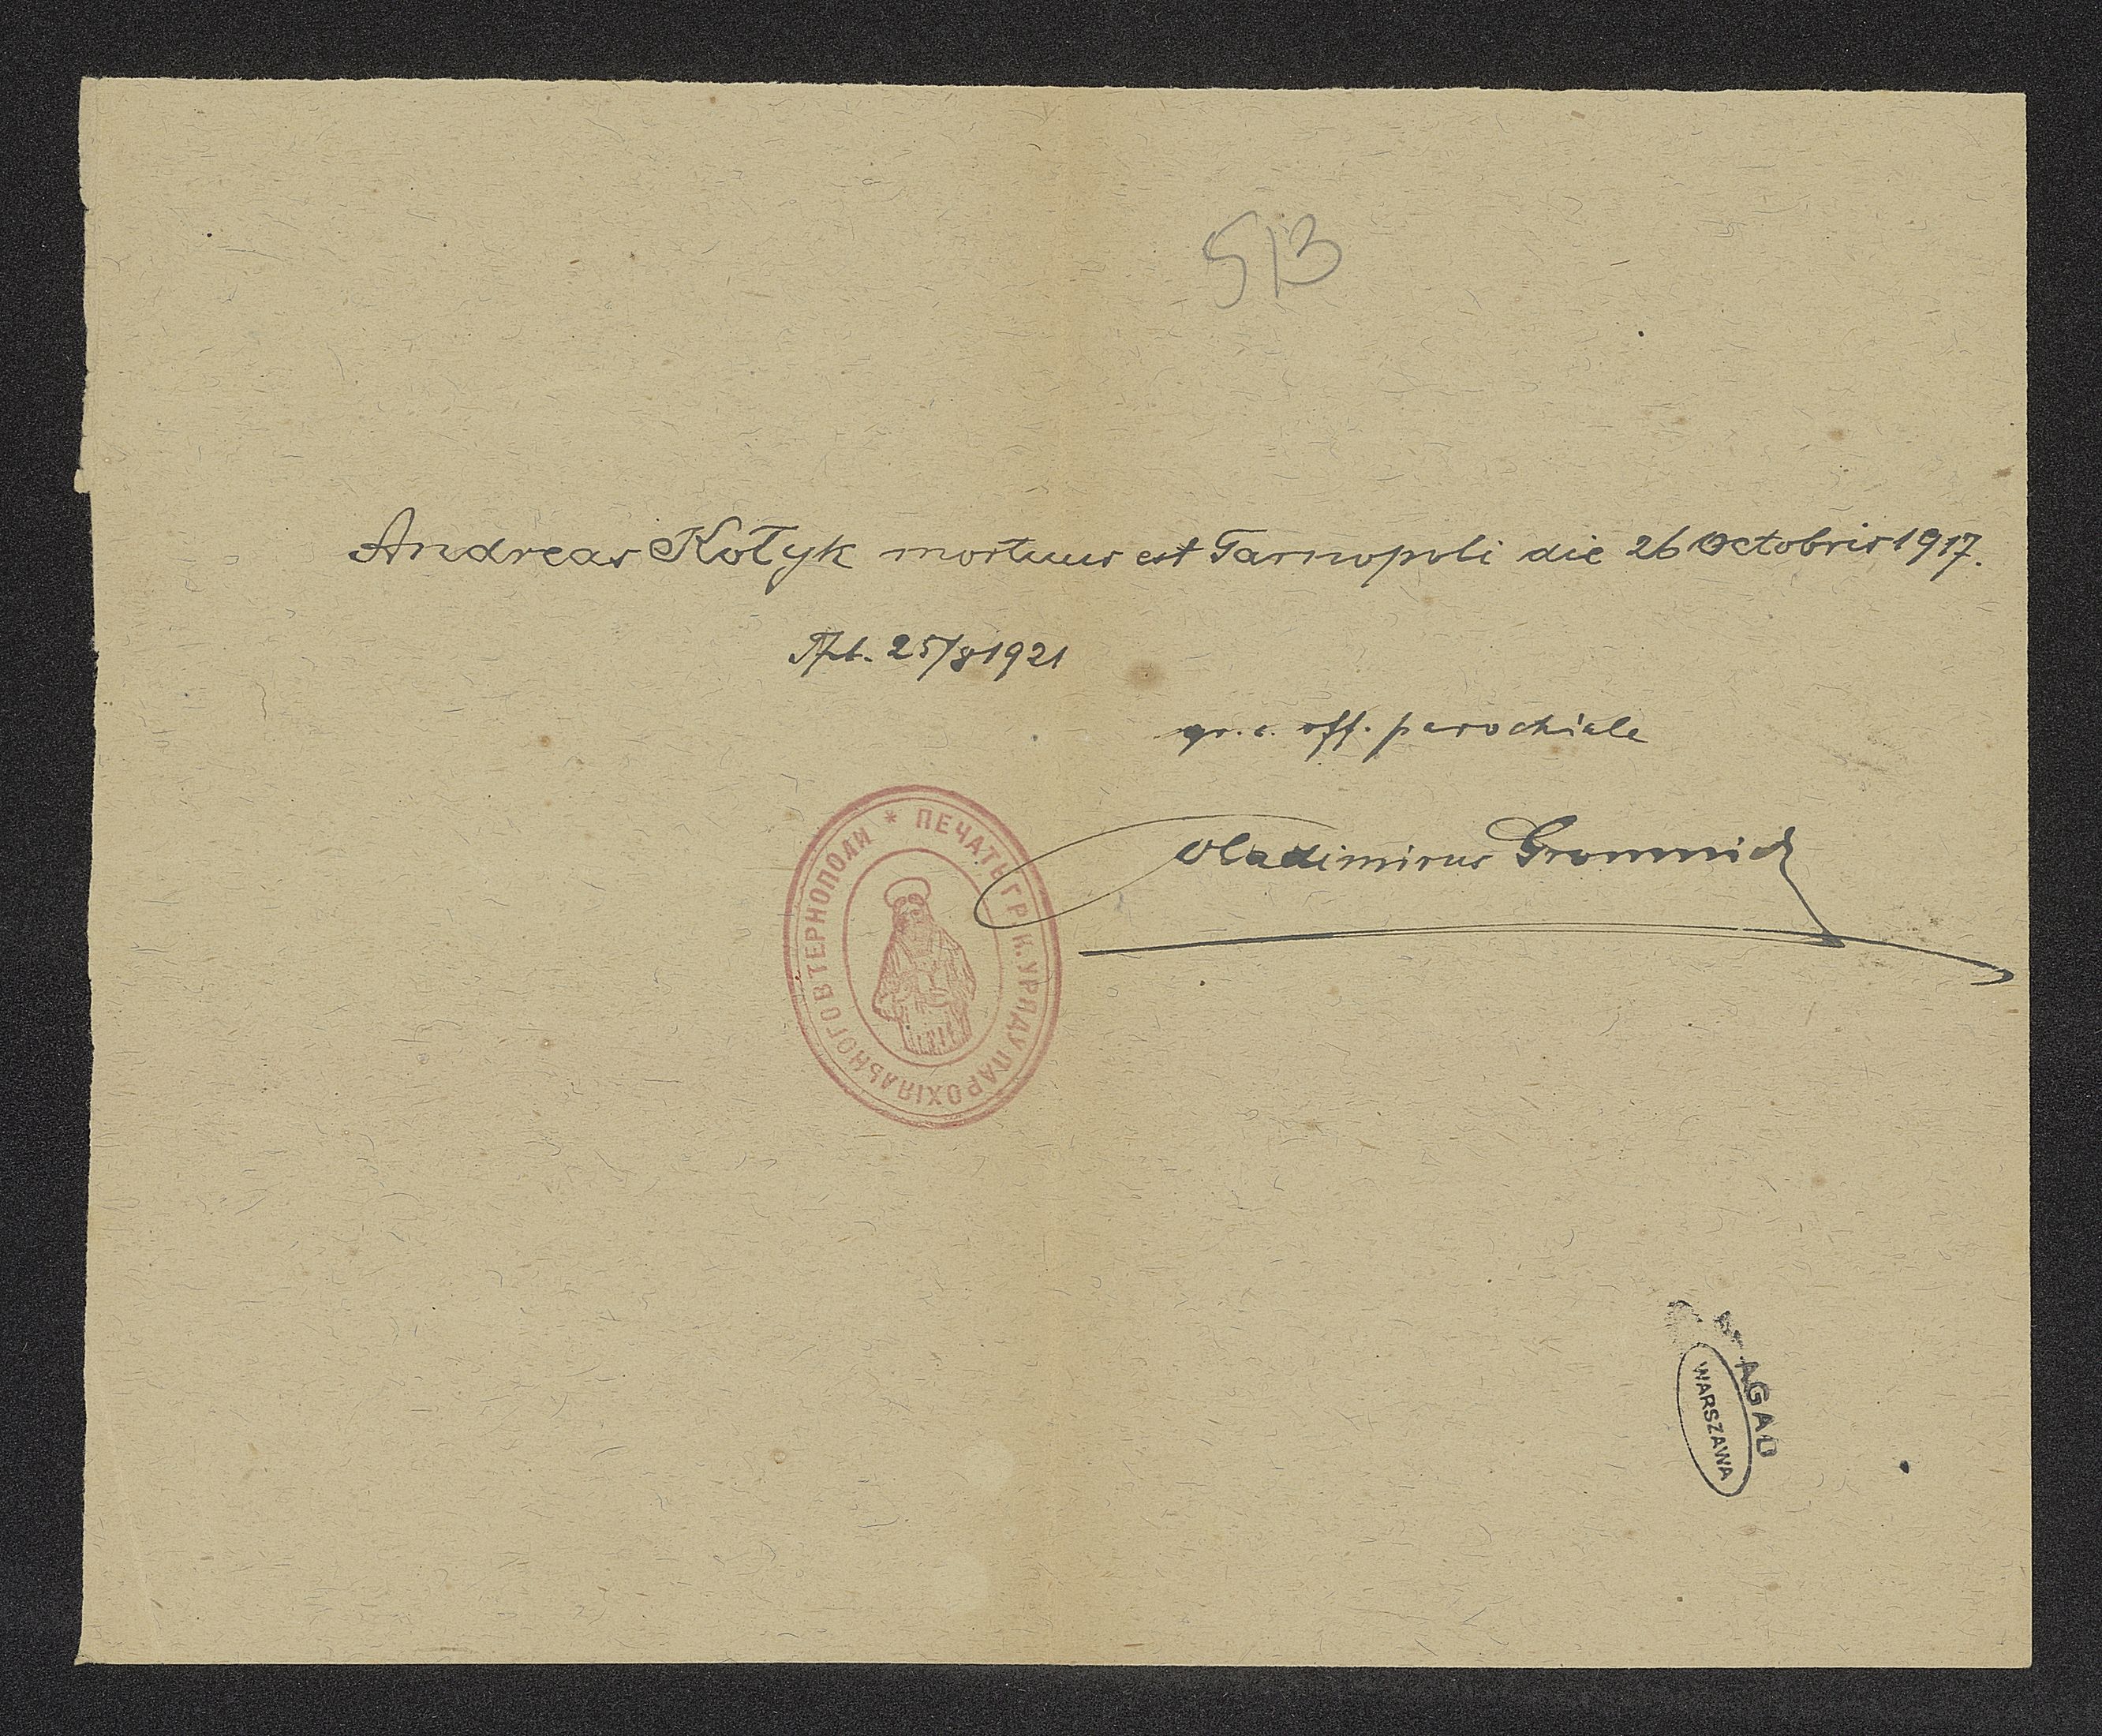 513
Andreas Kotyk mortuus est Tarnopoli die 26 Octobris 1917.
25/8 1921
gr. c. off. parochiale
Vladimirus Gromnicki
* ПЕЧАТЬ ГР. К. УРЯДУ ПАРОХІЯЛЬНОГО В ТЕРНОПОЛИ
AGAD
WARSZAWA